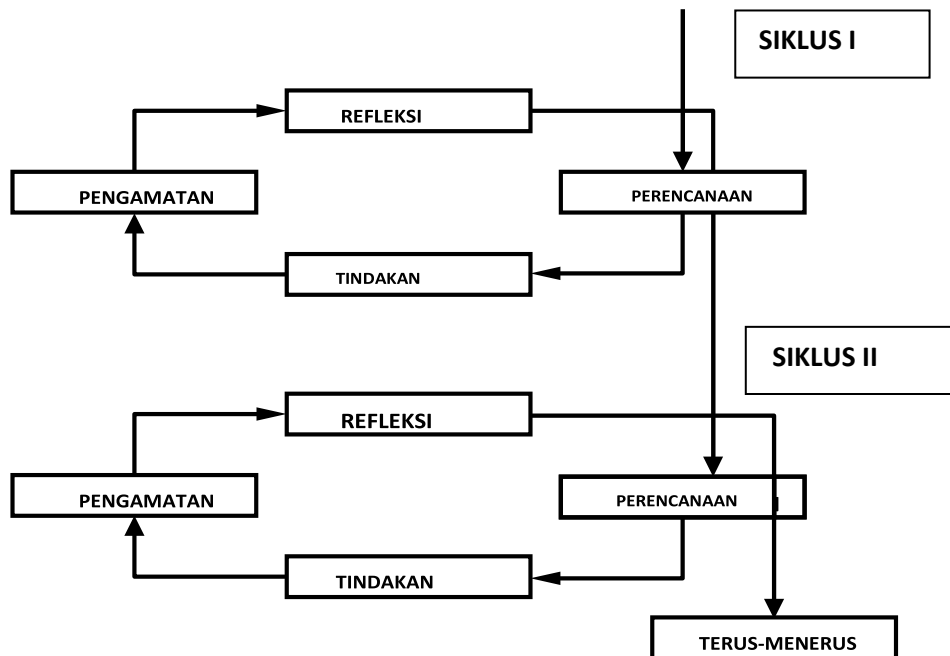 SIKLUS I
REFLEKSI
PENGAMATAN
PERENCANAAN
TINDAKAN
SIKLUS II
REFLEKSI
PENGAMATAN
PERENCANAAN
TINDAKAN
TERUS-MENERUS